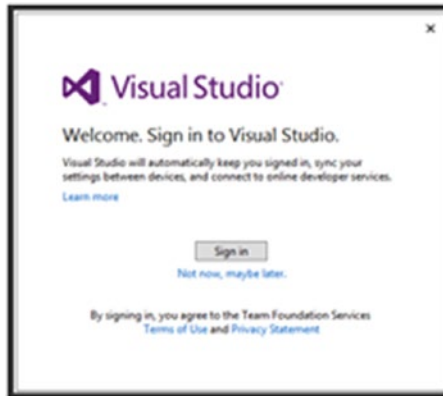 Visual Studio
Welcome. Sign in to Visual Studio.
Visual Studio will automatically keep you signed in, sync your
settings between devices, and connect to online developer services.
Learn more
Sign in
Not now, maybe later.
By signing in, you agree to the Team Foundation Services
Terms of Use and Privacy Statement